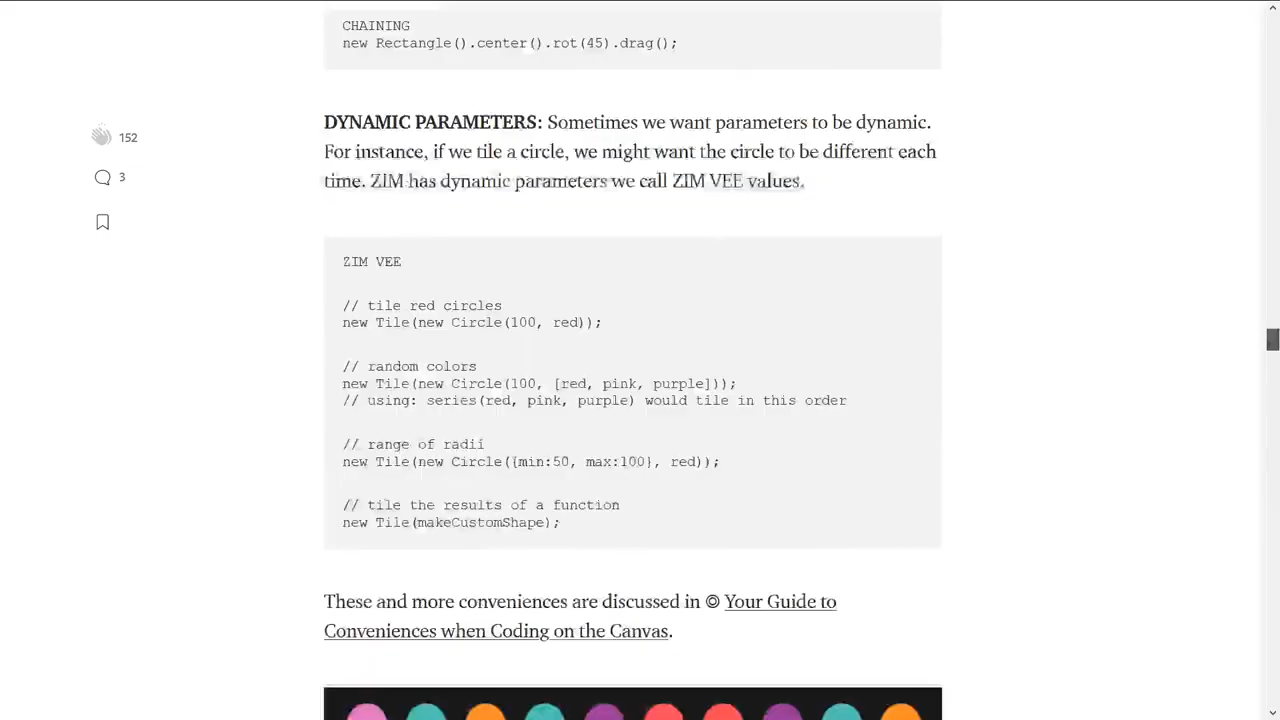 CHAINING
new Rectangle().center().rot(45).drag();
152
3
DYNAMIC PARAMETERS: Sometimes we want parameters to be dynamic.
For instance, if we tile a circle, we might want the circle to be different each
time. ZIM has dynamic parameters we call ZIM VEE values.
ZIM VEE
// tile red circles
new Tile(new Circle(100, red));
// random colors
new Tile(new Circle(100, [red, pink, purple]));
// using: series(red, pink, purple) would tile in this order
// range of radii
new Tile(new Circle({min:50, max:100}, red));
// tile the results of a function
new Tile(makeCustomShape);
These and more conveniences are discussed in ◎ Your Guide to
Conveniences when Coding on the Canvas.